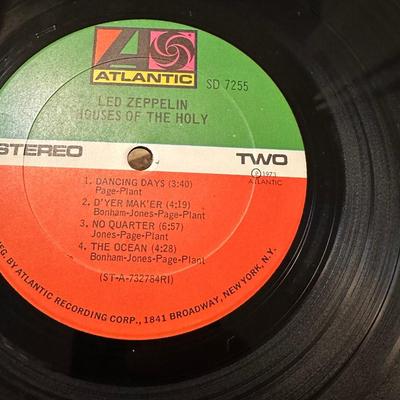 ATLANTIC
SD 7255
LED ZEPPELIN
HOUSES OF THE HOLY
STEREO
TWO
℗ 1973
ATLANTIC
1. DANCING DAYS (3:40)
Page-Plant
2. D'YER MAK'ER (4:19)
Bonham-Jones-Page-Plant
3. NO QUARTER (6:57)
Jones-Page-Plant
4. THE OCEAN (4:28)
Bonham-Jones-Page-Plant
(ST-A-732784RI)
MFG. BY ATLANTIC RECORDING CORP., 1841 BROADWAY, NEW YORK, N.Y.